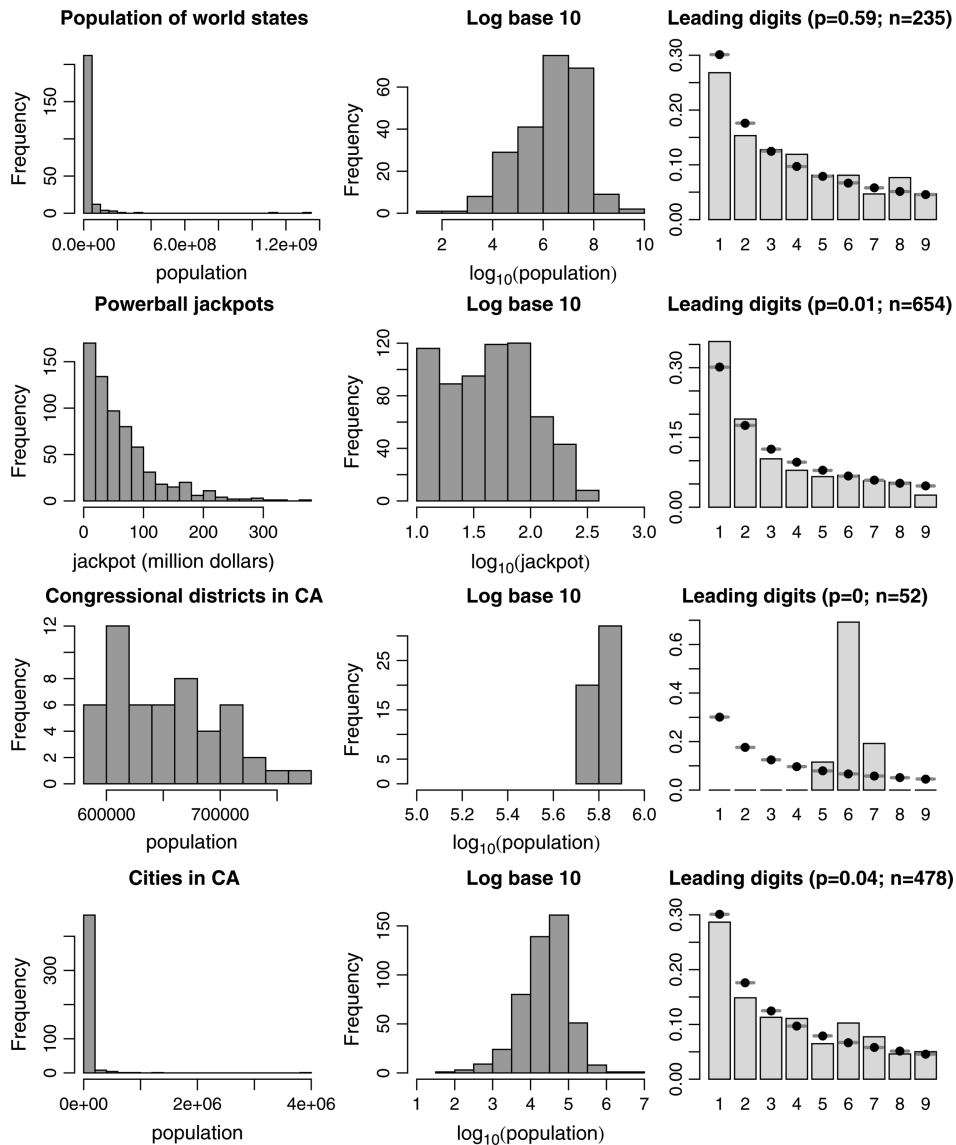 Population of world states
Frequency
0 50 150
0.0e+00 6.0e+08 1.2e+09
population
Log base 10
Frequency
0 20 40 60
2 4 6 8 10
log10(population)
Leading digits (p=0.59; n=235)
0.00 0.10 0.20 0.30
1 2 3 4 5 6 7 8 9
Powerball jackpots
Frequency
0 50 100 150
0 100 200 300
jackpot (million dollars)
Log base 10
Frequency
0 40 80 120
1.0 1.5 2.0 2.5 3.0
log10(jackpot)
Leading digits (p=0.01; n=654)
0.00 0.15 0.30
1 2 3 4 5 6 7 8 9
Congressional districts in CA
Frequency
0 2 4 6 8 12
600000 700000
population
Log base 10
Frequency
0 5 15 25
5.0 5.2 5.4 5.6 5.8 6.0
log10(population)
Leading digits (p=0; n=52)
0.0 0.2 0.4 0.6
1 2 3 4 5 6 7 8 9
Cities in CA
Frequency
0 100 300
0e+00 2e+06 4e+06
population
Log base 10
Frequency
0 50 100 150
1 2 3 4 5 6 7
log10(population)
Leading digits (p=0.04; n=478)
0.00 0.10 0.20 0.30
1 2 3 4 5 6 7 8 9